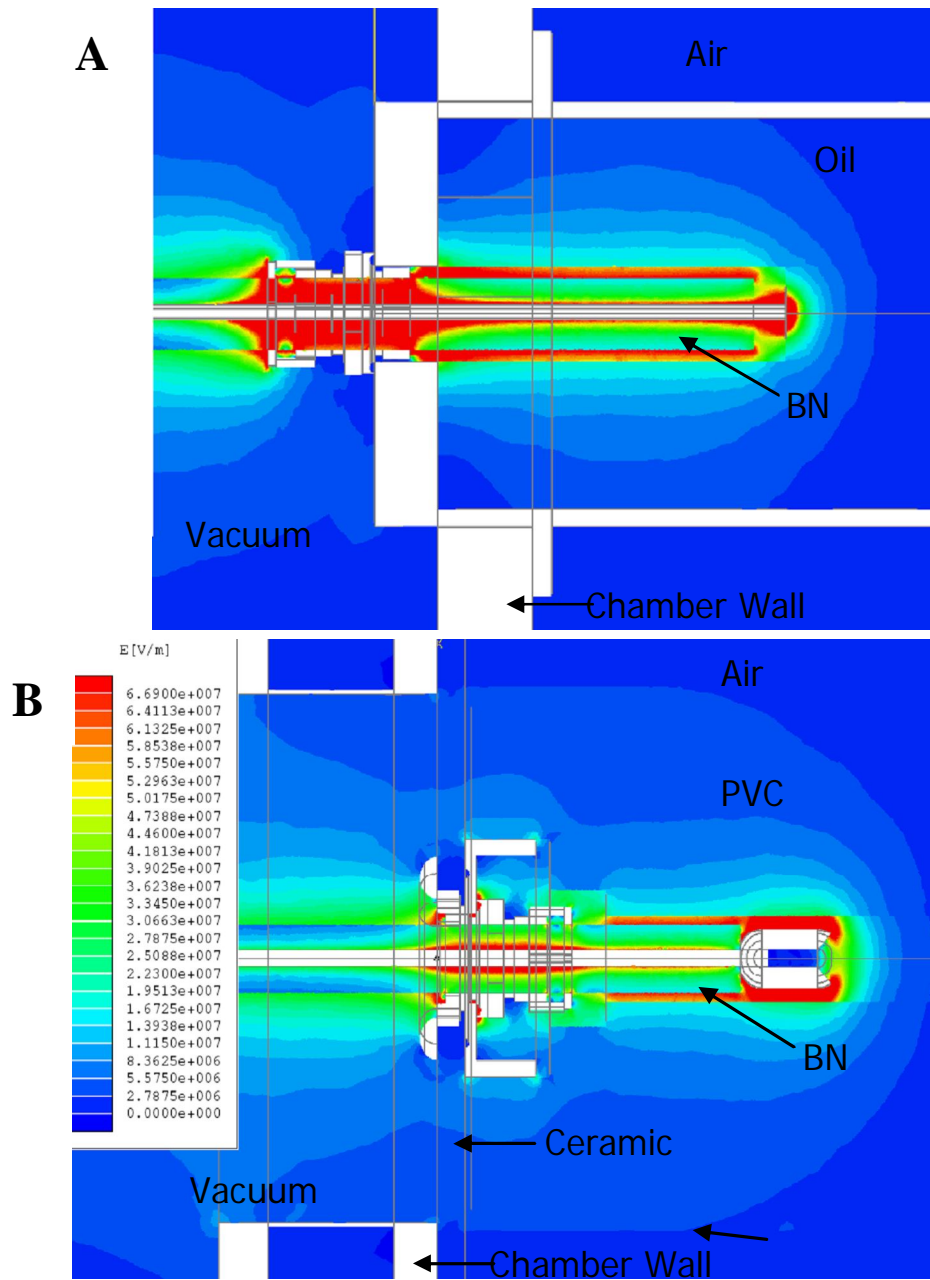 A
Air
Oil
BN
Vacuum
Chamber Wall
B
E[V/m]
6.6900e+007
6.4113e+007
6.1325e+007
5.8538e+007
5.5750e+007
5.2963e+007
5.0175e+007
4.7388e+007
4.4600e+007
4.1813e+007
3.9025e+007
3.6238e+007
3.3450e+007
3.0663e+007
2.7875e+007
2.5088e+007
2.2300e+007
1.9513e+007
1.6725e+007
1.3938e+007
1.1150e+007
8.3625e+006
5.5750e+006
2.7875e+006
0.0000e+000
Air
PVC
BN
Ceramic
Vacuum
Chamber Wall